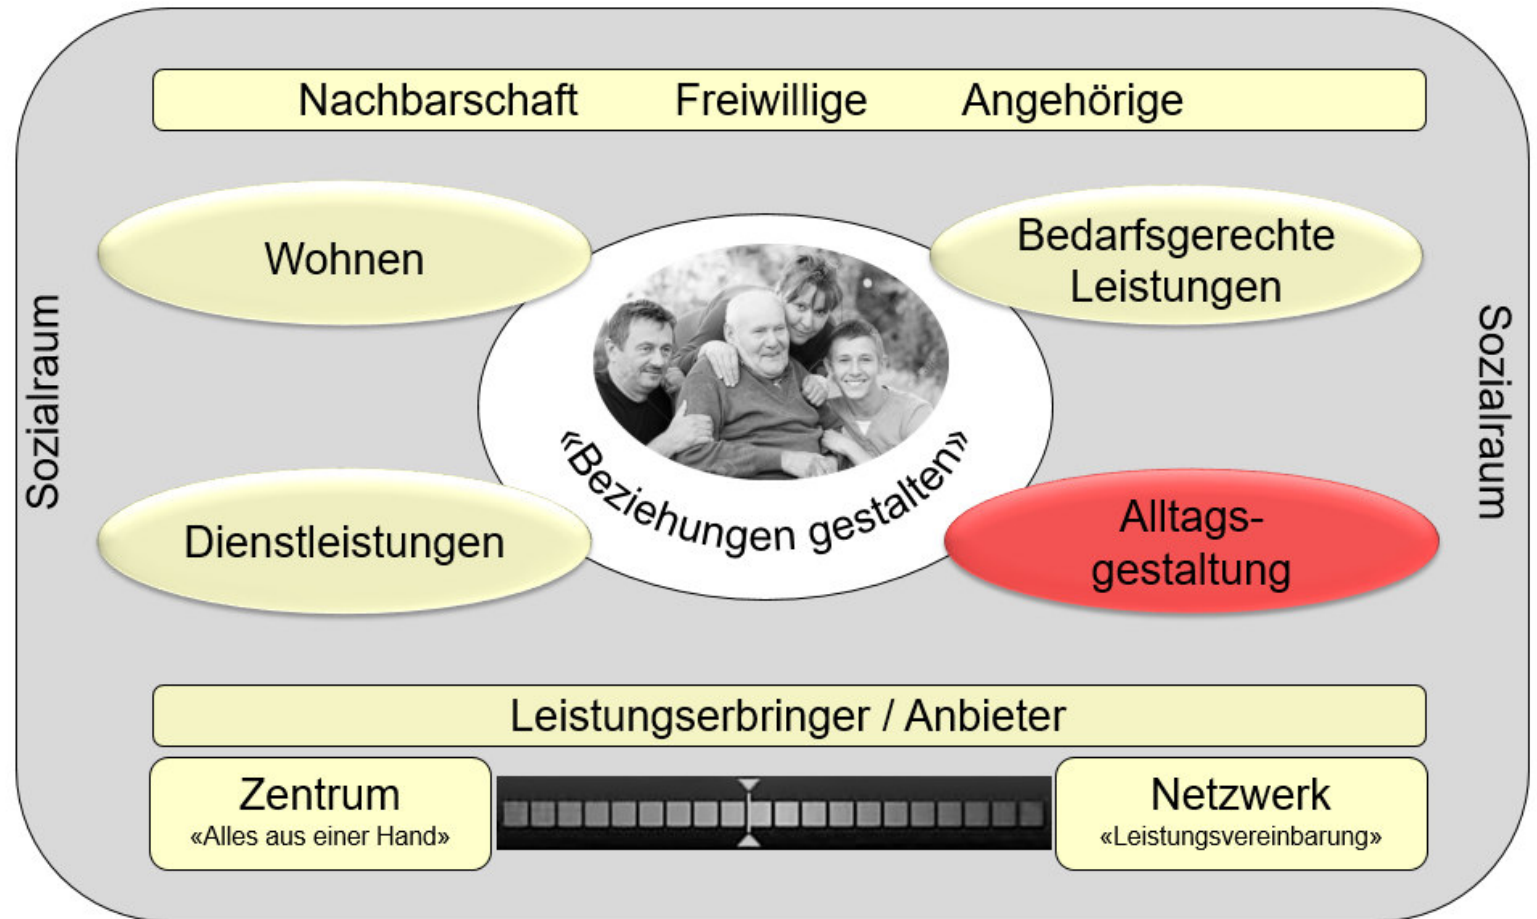 Nachbarschaft Freiwillige Angehörige
Wohnen
Bedarfsgerechte
Leistungen
Sozialraum
Sozialraum
«Beziehungen gestalten»
Dienstleistungen
Alltags-
gestaltung
Leistungserbringer / Anbieter
Zentrum
«Alles aus einer Hand»
Netzwerk
«Leistungsvereinbarung»